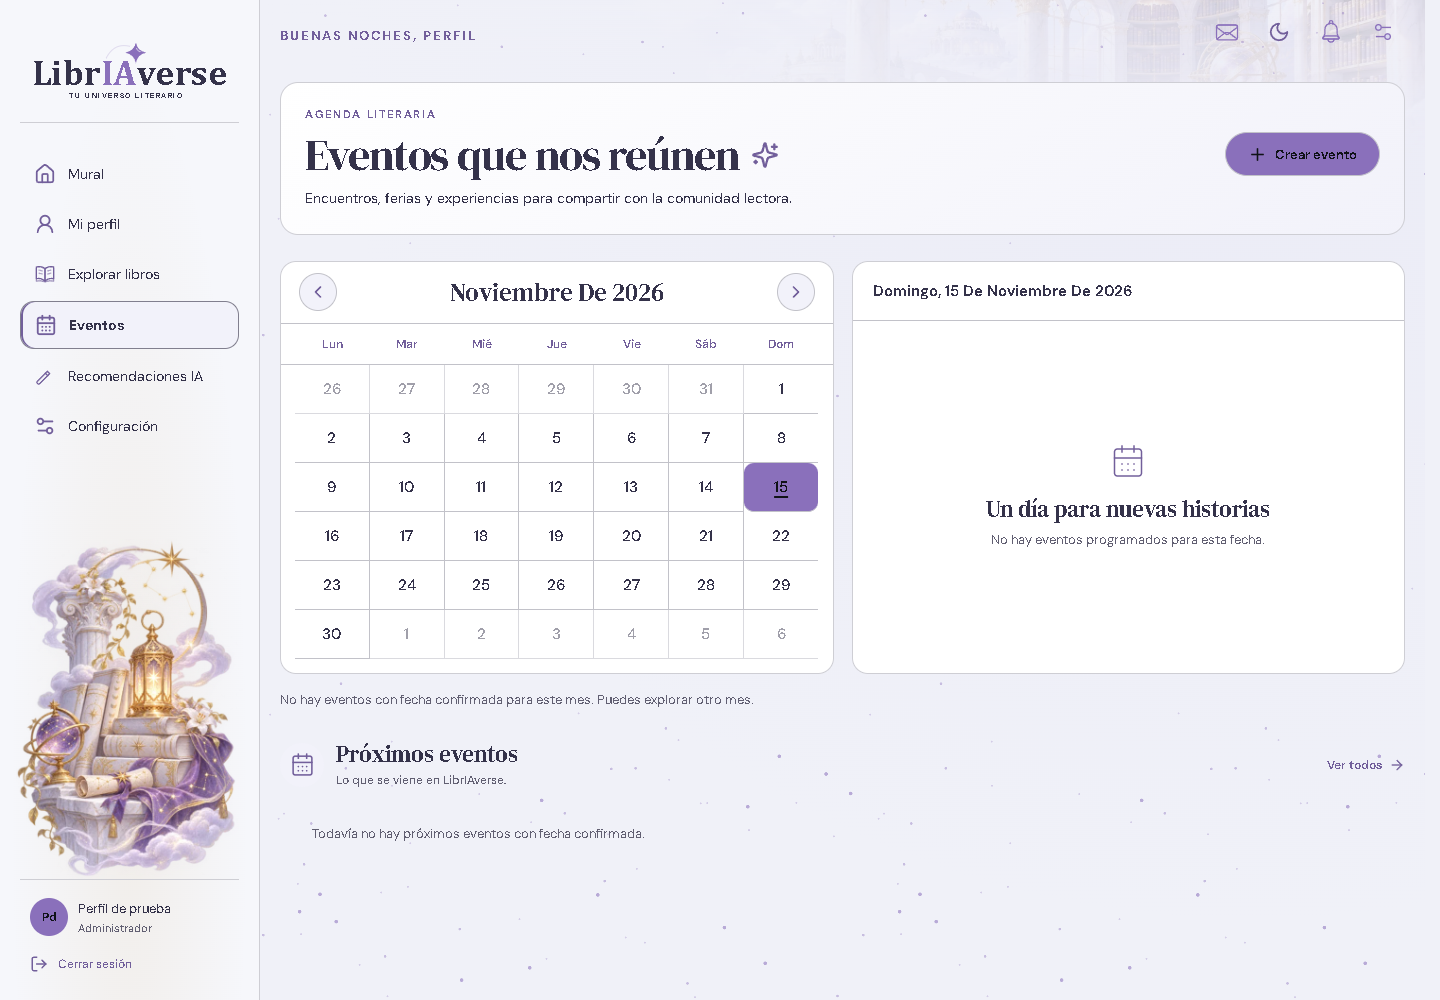 LibrIAverse
TU UNIVERSO LITERARIO
Mural
Mi perfil
Explorar libros
Eventos
Recomendaciones IA
Configuración
Pd
Perfil de prueba
Administrador
Cerrar sesión
BUENAS NOCHES, PERFIL
AGENDA LITERARIA
Eventos que nos reúnen
Encuentros, ferias y experiencias para compartir con la comunidad lectora.
Crear evento
Noviembre De 2026
Lun Mar Mié Jue Vie Sáb Dom
26 27 28 29 30 31 1
2 3 4 5 6 7 8
9 10 11 12 13 14 15
16 17 18 19 20 21 22
23 24 25 26 27 28 29
30 1 2 3 4 5 6
Domingo, 15 De Noviembre De 2026
Un día para nuevas historias
No hay eventos programados para esta fecha.
No hay eventos con fecha confirmada para este mes. Puedes explorar otro mes.
Próximos eventos
Lo que se viene en LibrIAverse.
Ver todos
Todavía no hay próximos eventos con fecha confirmada.